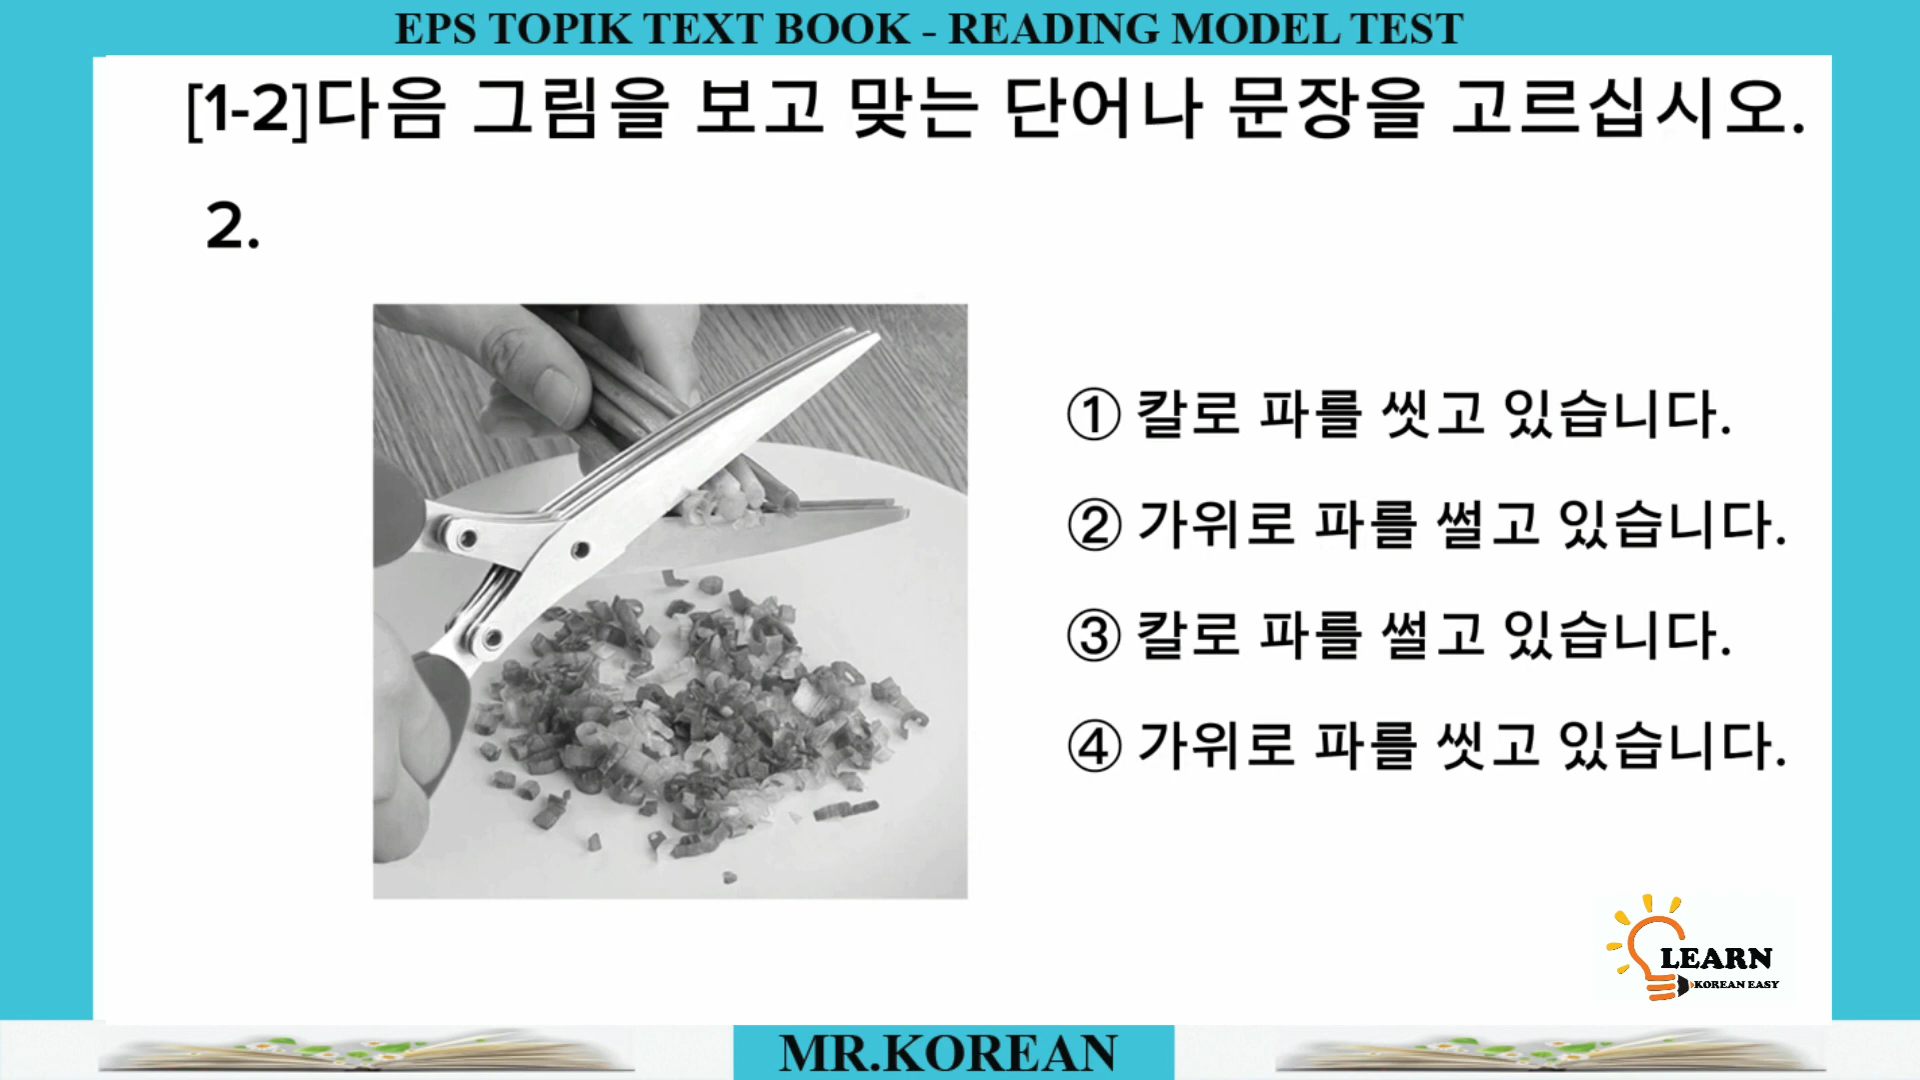 EPS TOPIK TEXT BOOK - READING MODEL TEST
[1-2]다음 그림을 보고 맞는 단어나 문장을 고르십시오.
2.
① 칼로 파를 씻고 있습니다.
② 가위로 파를 썰고 있습니다.
③ 칼로 파를 썰고 있습니다.
④ 가위로 파를 씻고 있습니다.
LEARN
KOREAN EASY
MR.KOREAN